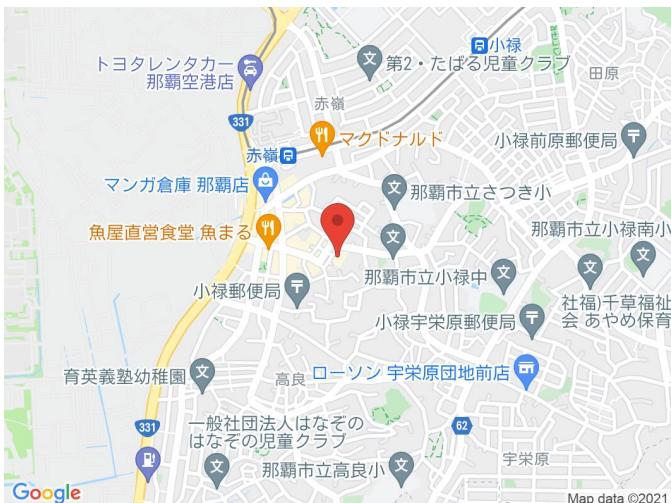 小禄
トヨタレンタカー
那覇空港店
第2・たばる児童クラブ
田原
赤嶺
331
マクドナルド
小禄前原郵便局
赤嶺
マンガ倉庫 那覇店
那覇市立さつき小
魚屋直営食堂 魚まる
那覇市立小禄南小
那覇市立小禄中
小禄郵便局
社福)千草福祉
会 あやめ保育
小禄宇栄原郵便局
育英義塾幼稚園
高良
ローソン 宇栄原団地前店
331
一般社団法人はなぞの
はなぞの児童クラブ
62
那覇市立高良小
宇栄原
Google
Map data ©2021